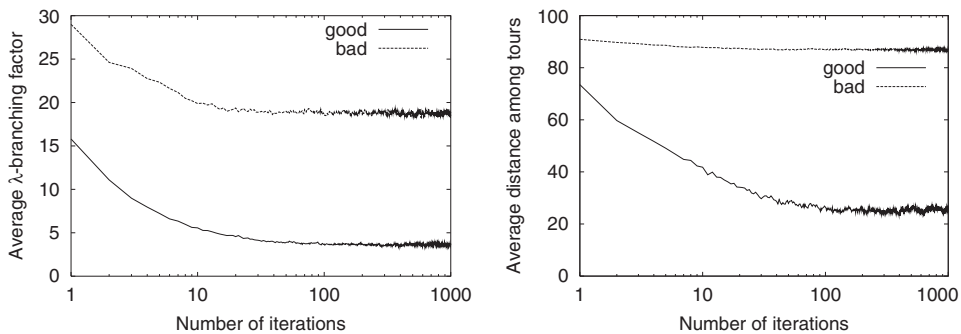 Average λ-branching factor
30
25
20
15
10
5
0
good
bad
1
10
100
1000
Number of iterations
Average distance among tours
100
80
60
40
20
0
good
bad
1
10
100
1000
Number of iterations